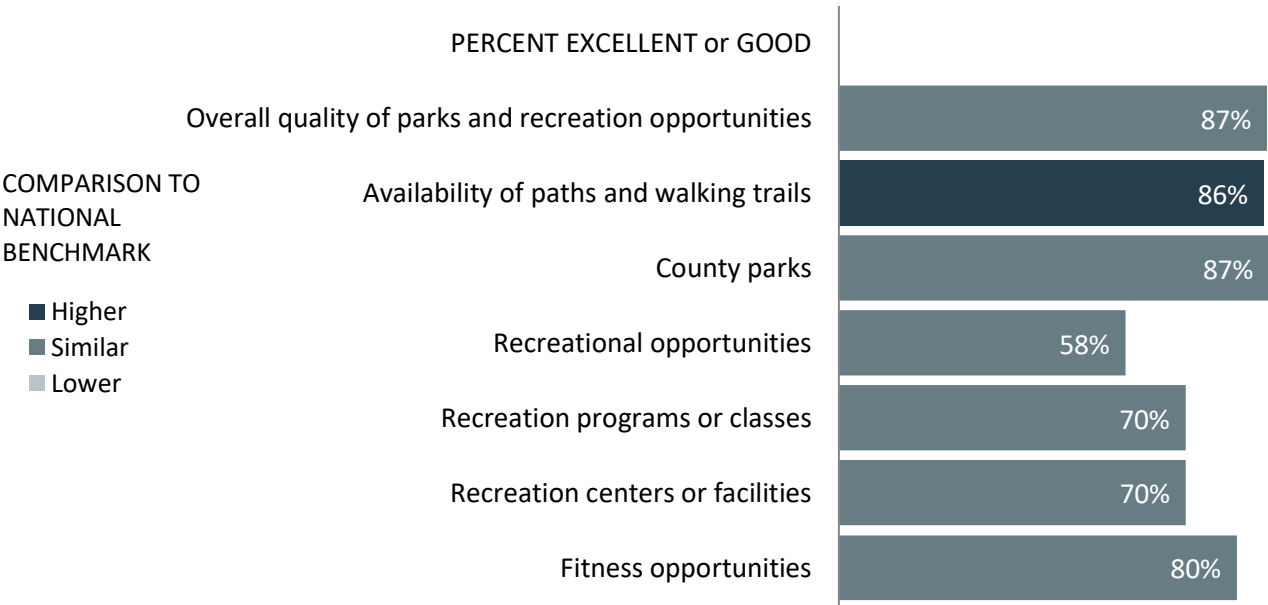 PERCENT EXCELLENT or GOOD
Overall quality of parks and recreation opportunities 87%
COMPARISON TO
NATIONAL
BENCHMARK
Higher
Similar
Lower
Availability of paths and walking trails 86%
County parks 87%
Recreational opportunities 58%
Recreation programs or classes 70%
Recreation centers or facilities 70%
Fitness opportunities 80%